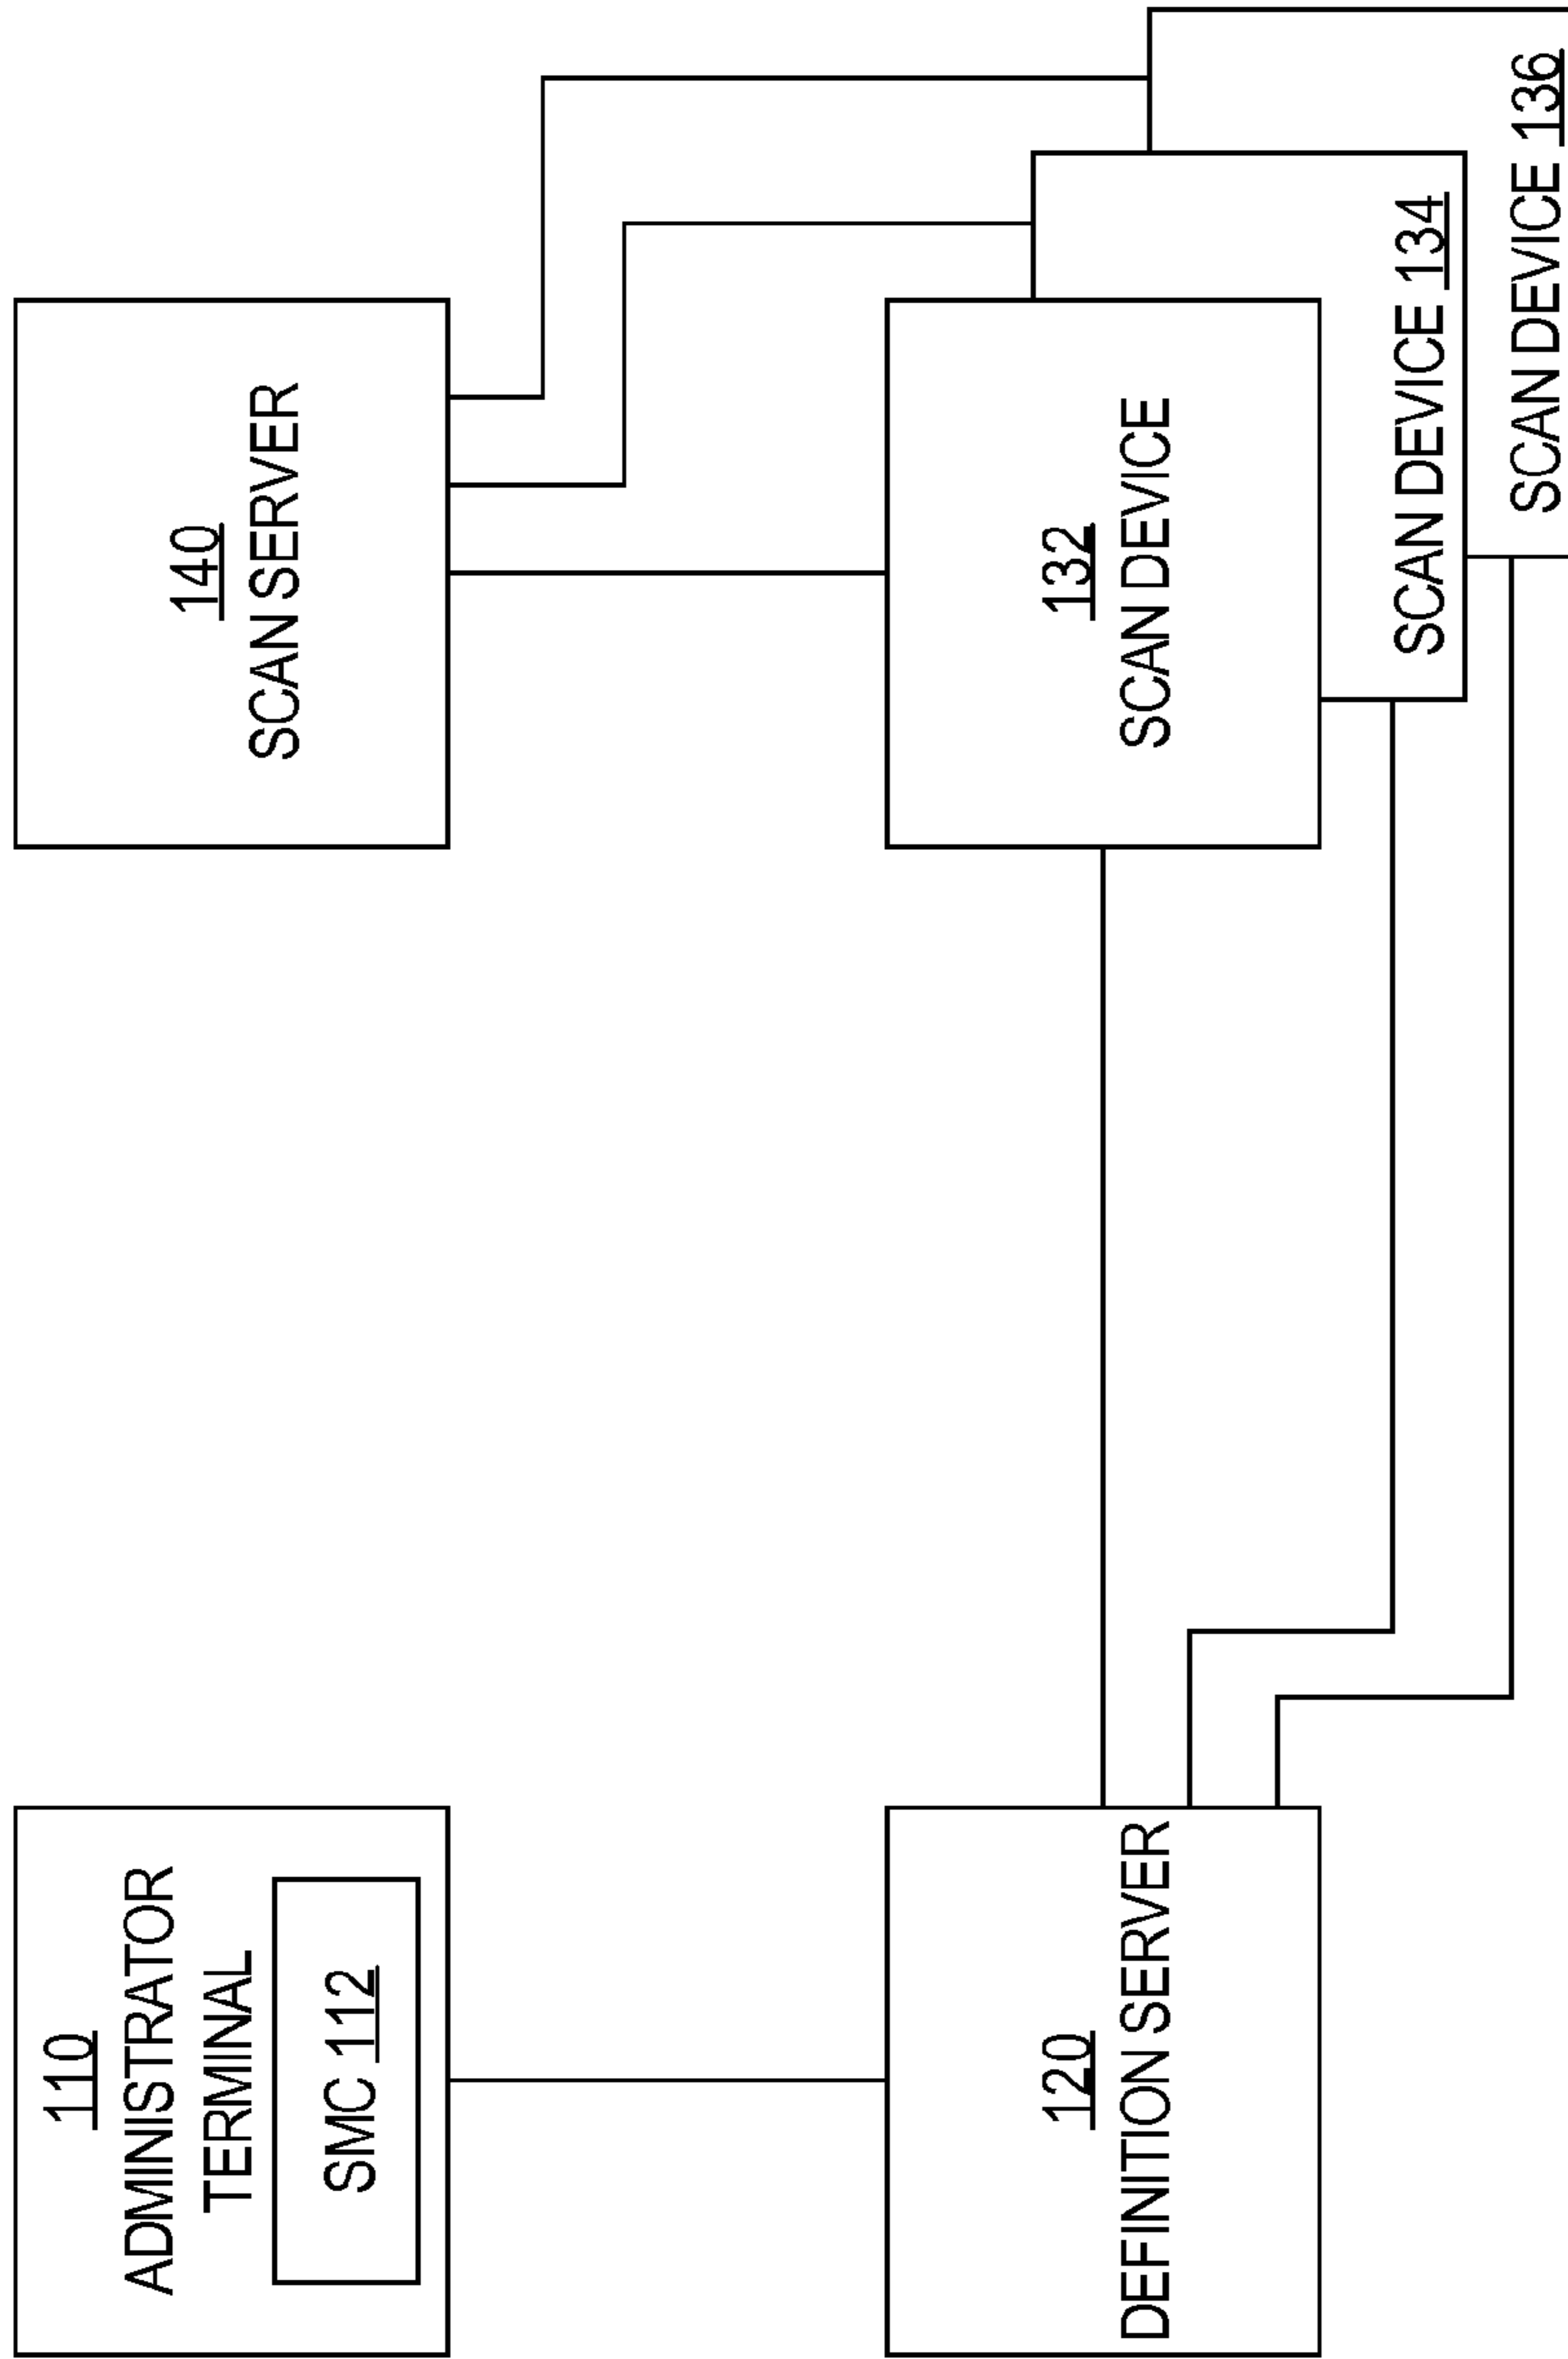 110
ADMINISTRATOR
TERMINAL
SMC 112
140
SCAN SERVER
120
DEFINITION SERVER
132
SCAN DEVICE
SCAN DEVICE 134
SCAN DEVICE 136